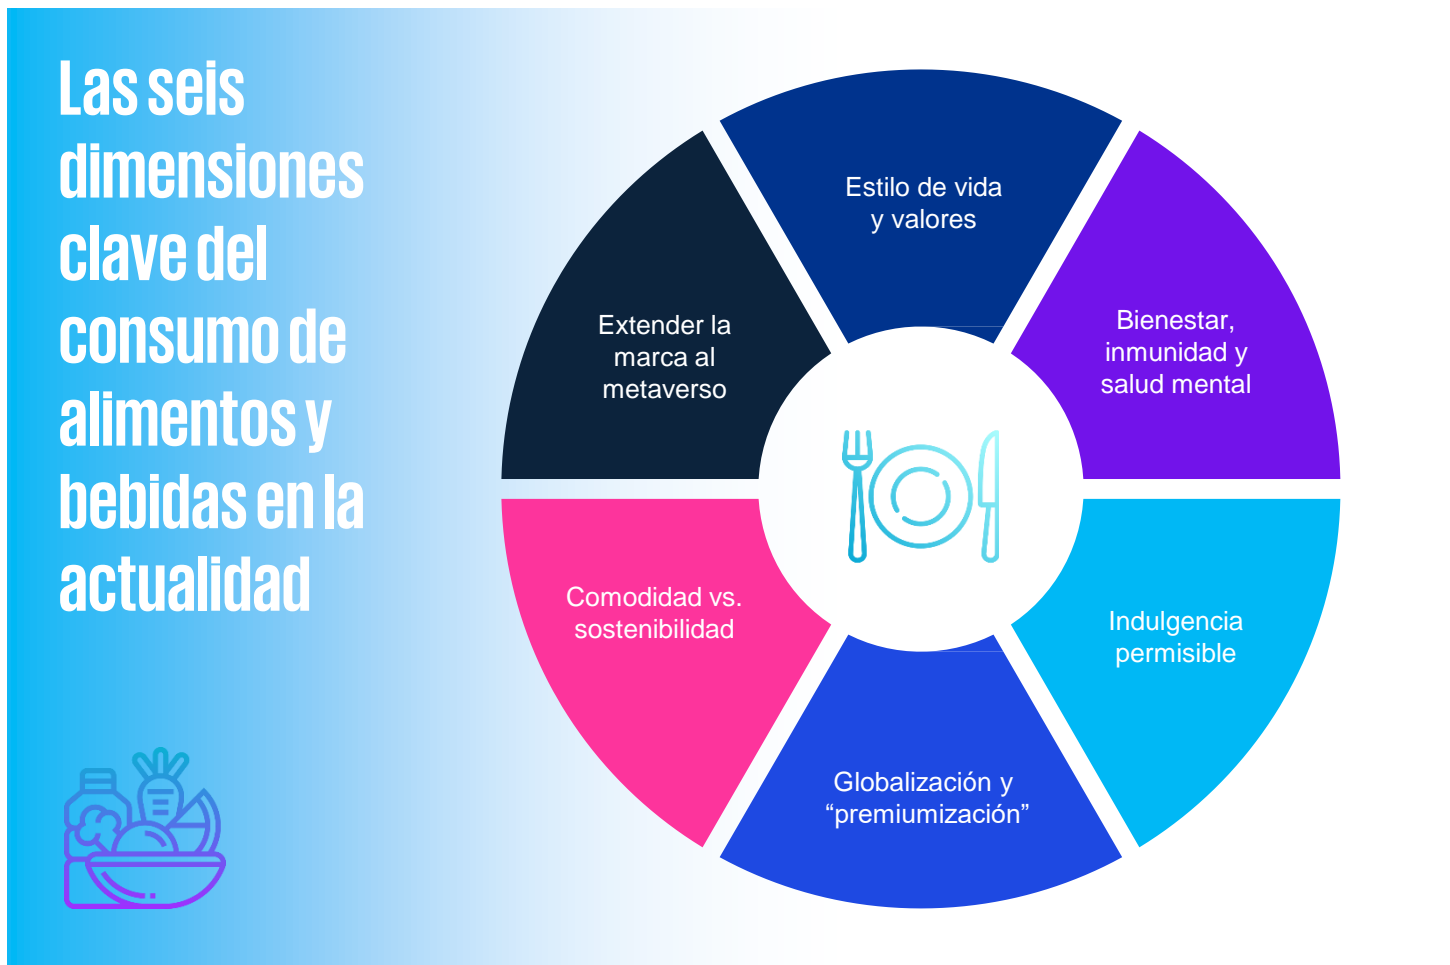 Las seis
dimensiones
clave del
consumo de
alimentos y
bebidas en la
actualidad
Estilo de vida
y valores
Bienestar,
inmunidad y
salud mental
Indulgencia
permisible
Globalización y
“premiumización”
Comodidad vs.
sostenibilidad
Extender la
marca al
metaverso